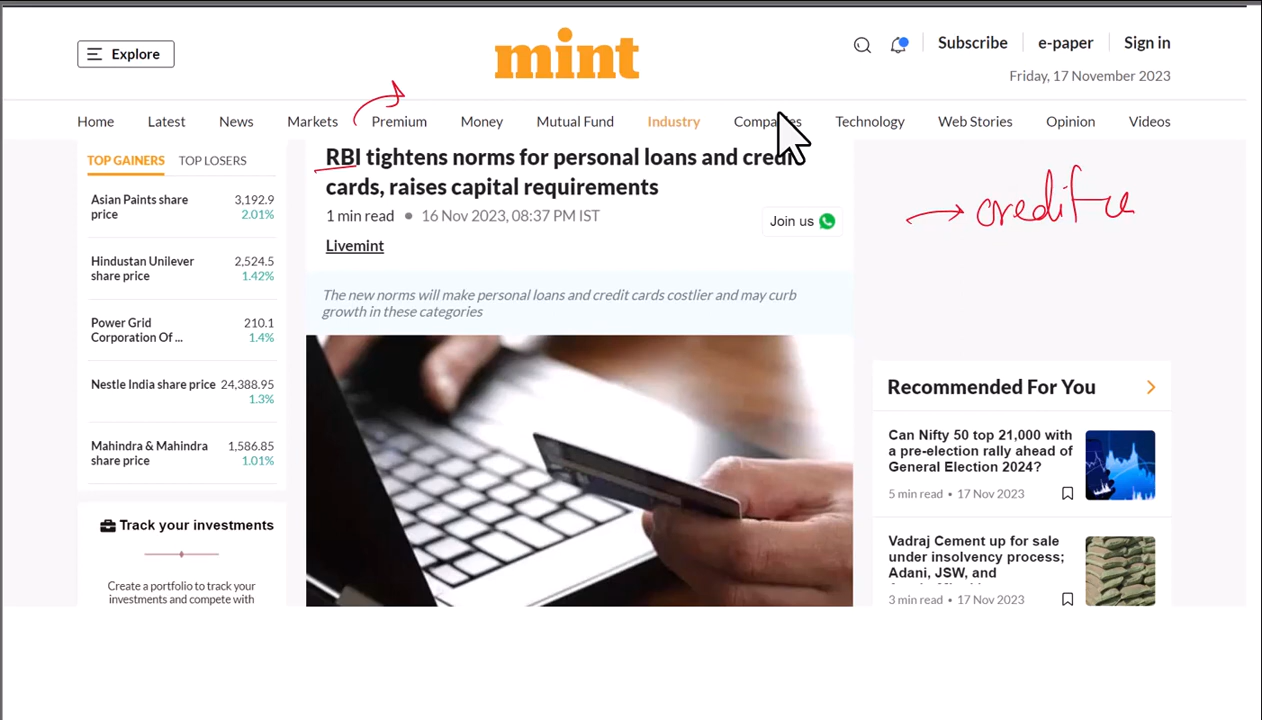 Explore
mint
Subscribe
e-paper
Sign in
Friday, 17 November 2023
Home Latest News Markets Premium Money Mutual Fund Industry Companies Technology Web Stories Opinion Videos
TOP GAINERS TOP LOSERS
Asian Paints share
price
3,192.9
2.01%
Hindustan Unilever
share price
2,524.5
1.42%
Power Grid
Corporation Of ...
210.1
1.4%
Nestle India share price 24,388.95
1.3%
Mahindra & Mahindra
share price
1,586.85
1.01%
Track your investments
Create a portfolio to track your
investments and compete with
RBI tightens norms for personal loans and credit
cards, raises capital requirements
1 min read • 16 Nov 2023, 08:37 PM IST
Join us
Livemint
The new norms will make personal loans and credit cards costlier and may curb
growth in these categories
Recommended For You
Can Nifty 50 top 21,000 with
a pre-election rally ahead of
General Election 2024?
5 min read • 17 Nov 2023
Vadraj Cement up for sale
under insolvency process;
Adani, JSW, and
3 min read • 17 Nov 2023